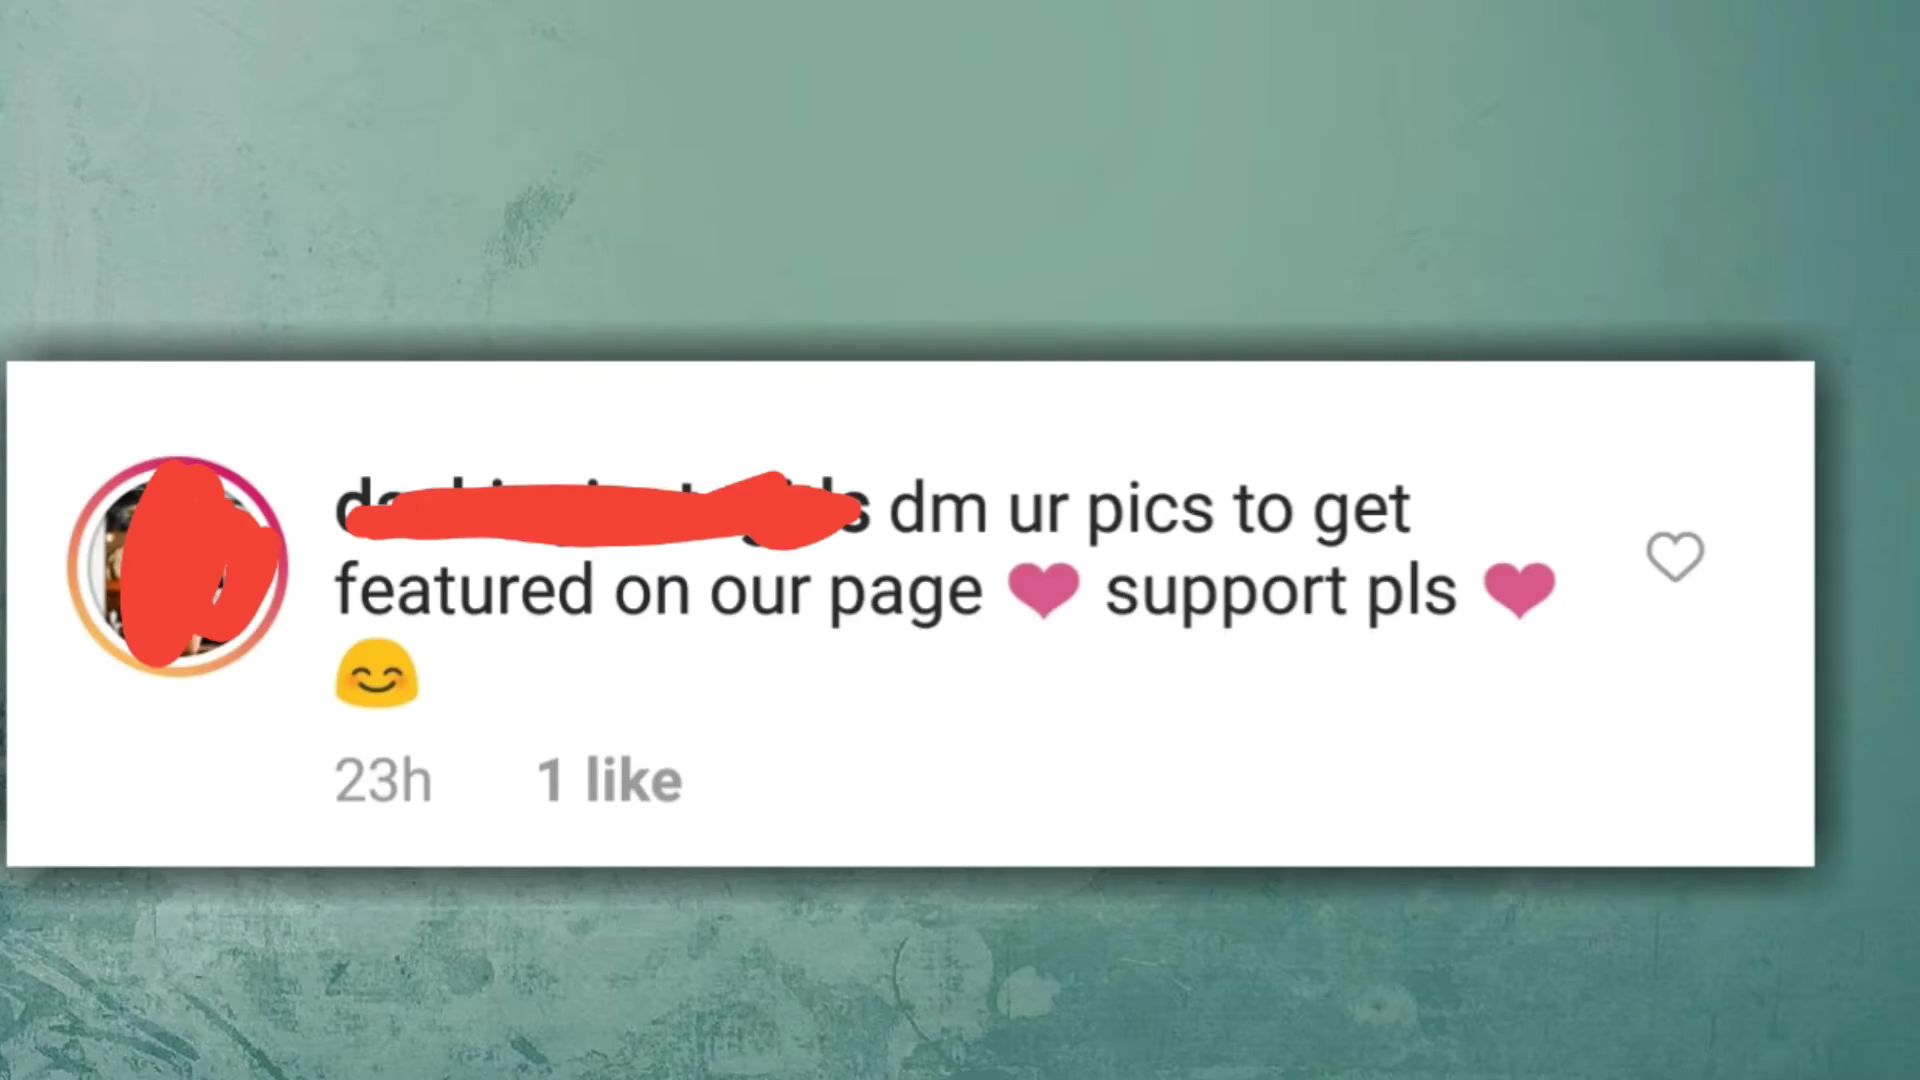 dm ur pics to get
featured on our page 💗 support pls 💗
😊
23h 1 like